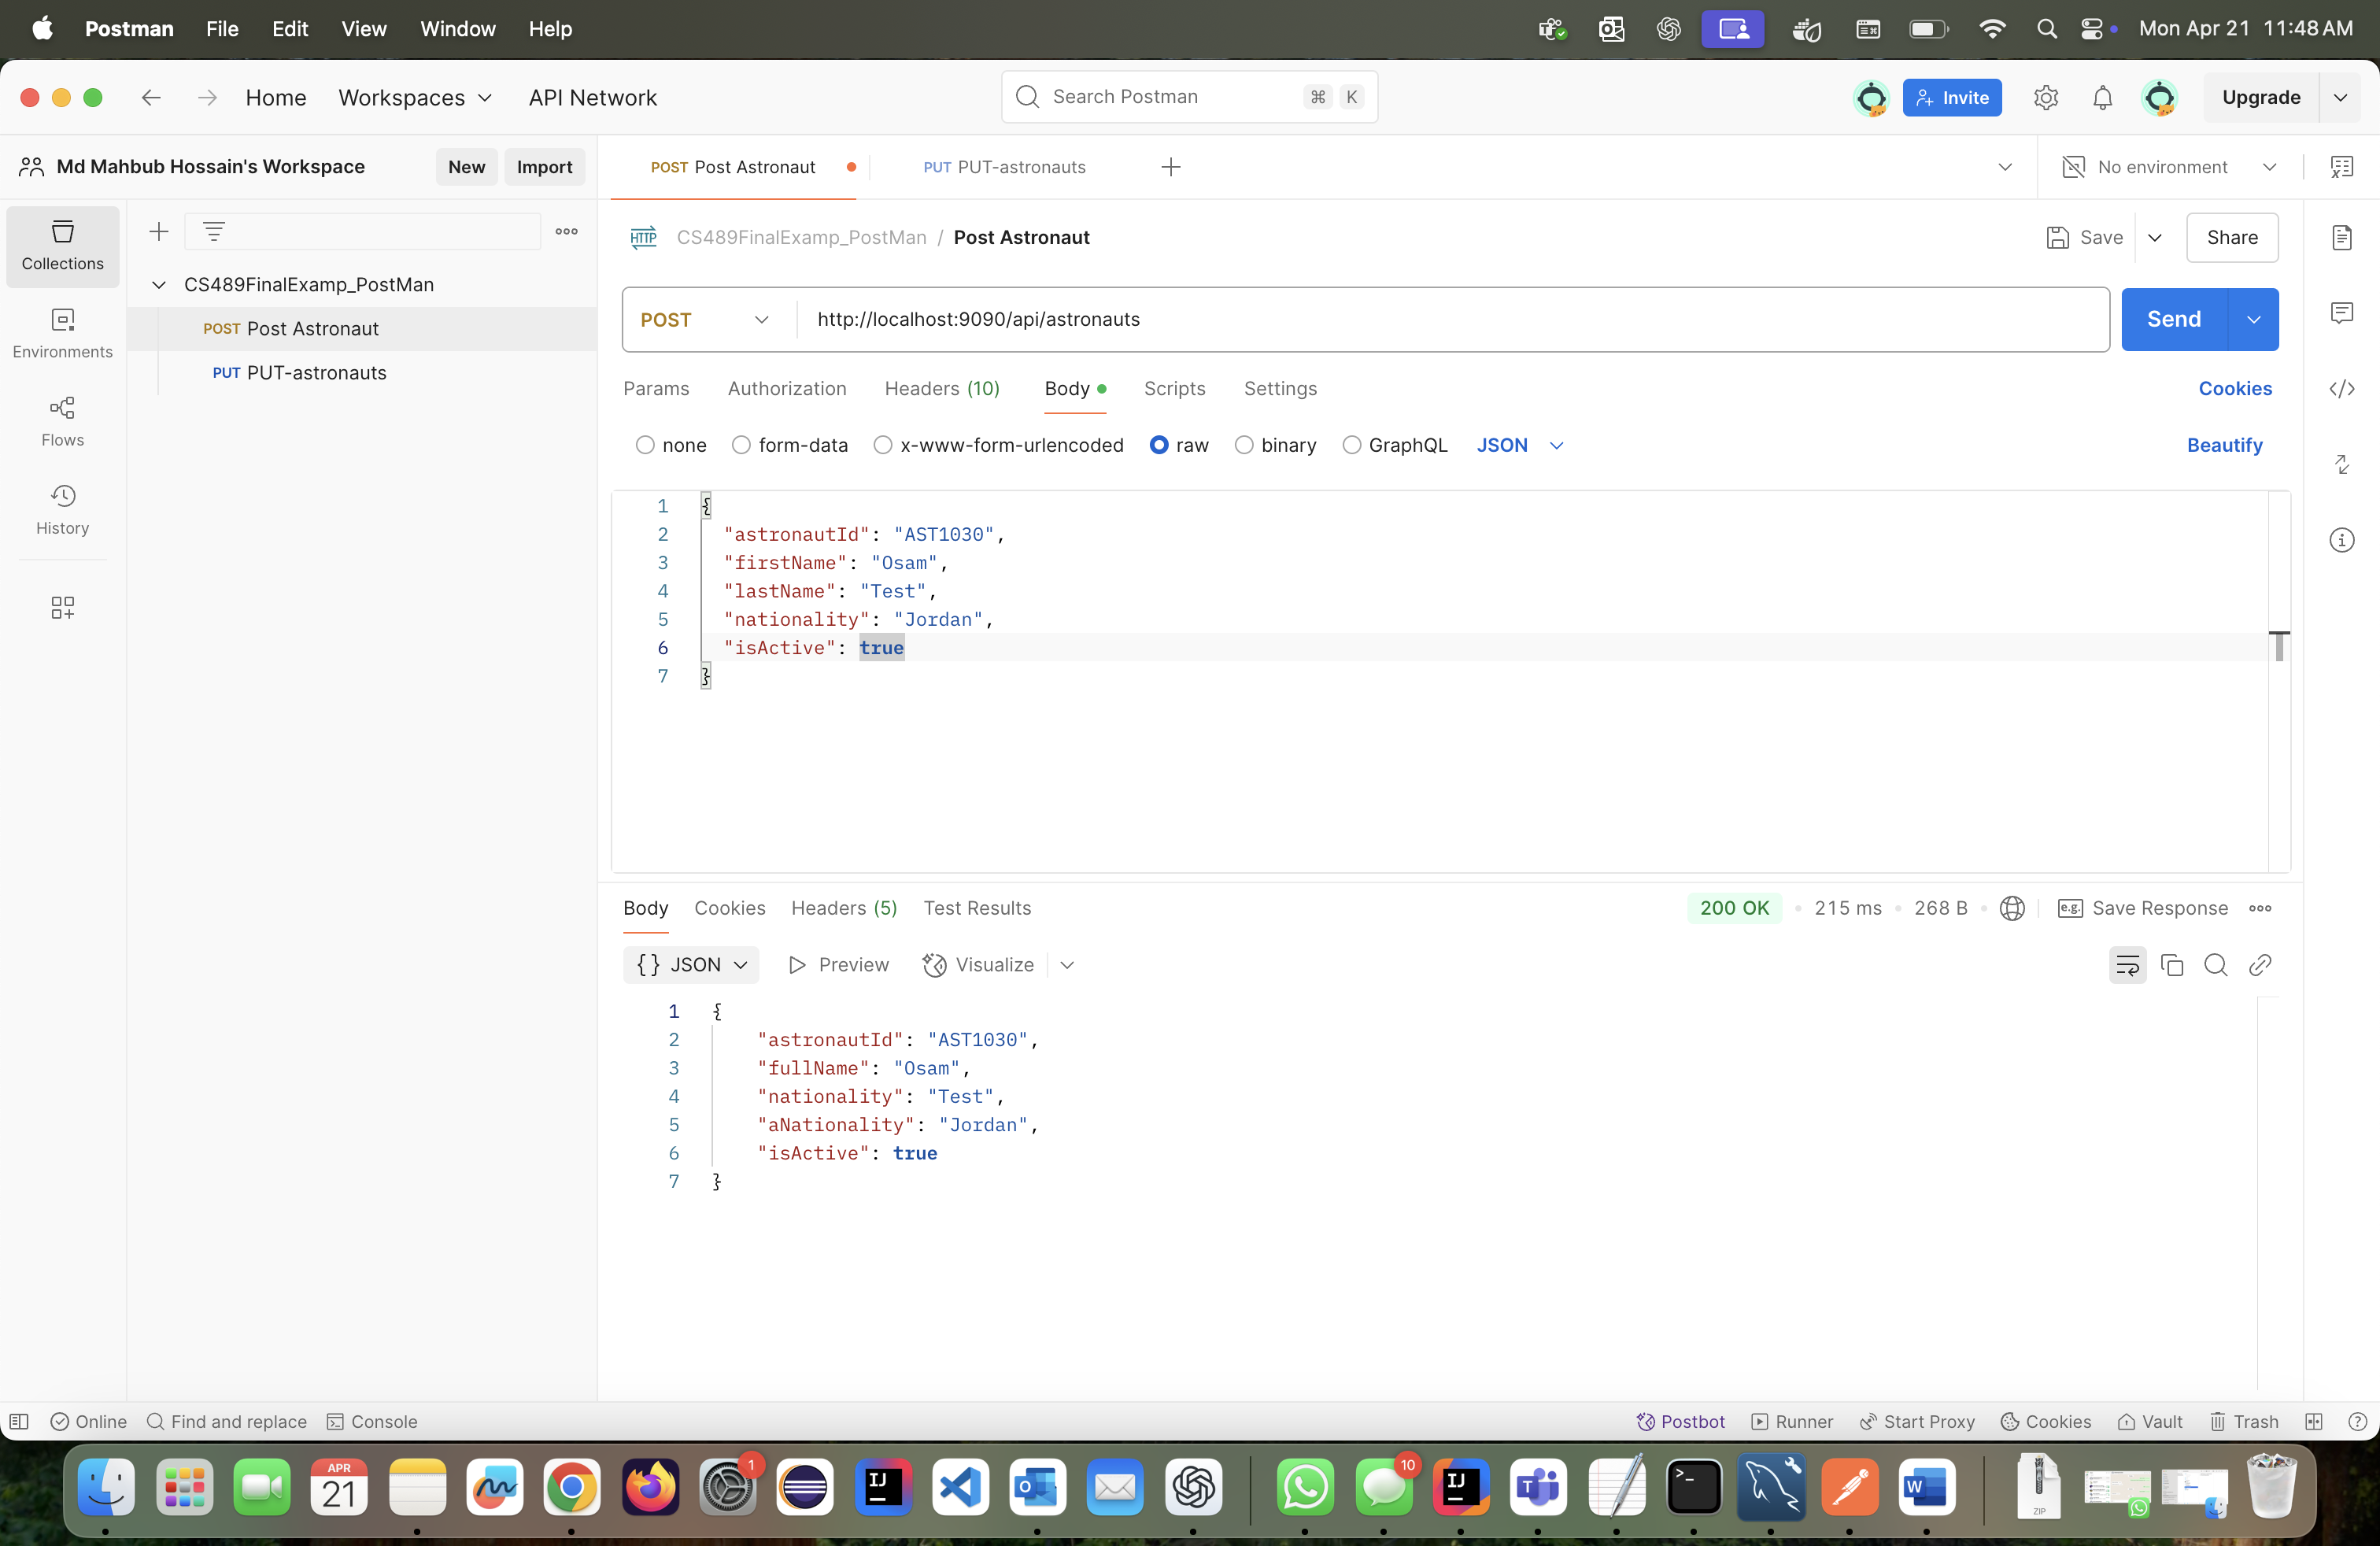 Postman File Edit View Window Help Mon Apr 21 11:48 AM
Home Workspaces API Network Search Postman ⌘ K Invite Upgrade
Md Mahbub Hossain's Workspace New Import POST Post Astronaut PUT PUT-astronauts No environment
Collections
Environments
Flows
History
CS489FinalExamp_PostMan
POST Post Astronaut
PUT PUT-astronauts
HTTP CS489FinalExamp_PostMan / Post Astronaut Save Share
POST http://localhost:9090/api/astronauts Send
Params Authorization Headers (10) Body Scripts Settings Cookies
none form-data x-www-form-urlencoded raw binary GraphQL JSON Beautify
1 {
2 "astronautId": "AST1030",
3 "firstName": "Osam",
4 "lastName": "Test",
5 "nationality": "Jordan",
6 "isActive": true
7 }
Body Cookies Headers (5) Test Results 200 OK • 215 ms • 268 B • e.g. Save Response
{} JSON Preview Visualize
1 {
2 "astronautId": "AST1030",
3 "fullName": "Osam",
4 "nationality": "Test",
5 "aNationality": "Jordan",
6 "isActive": true
7 }
Online Find and replace Console Postbot Runner Start Proxy Cookies Vault Trash
APR
21
1
IJ
10
IJ
ZIP